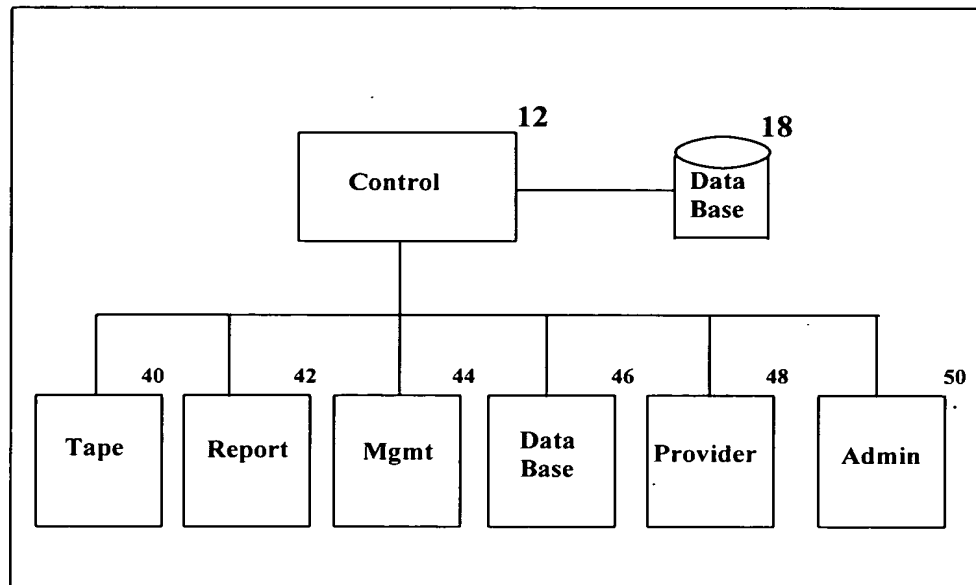 12
18
Control
Data
Base
40
42
44
46
48
50
Tape
Report
Mgmt
Data
Base
Provider
Admin